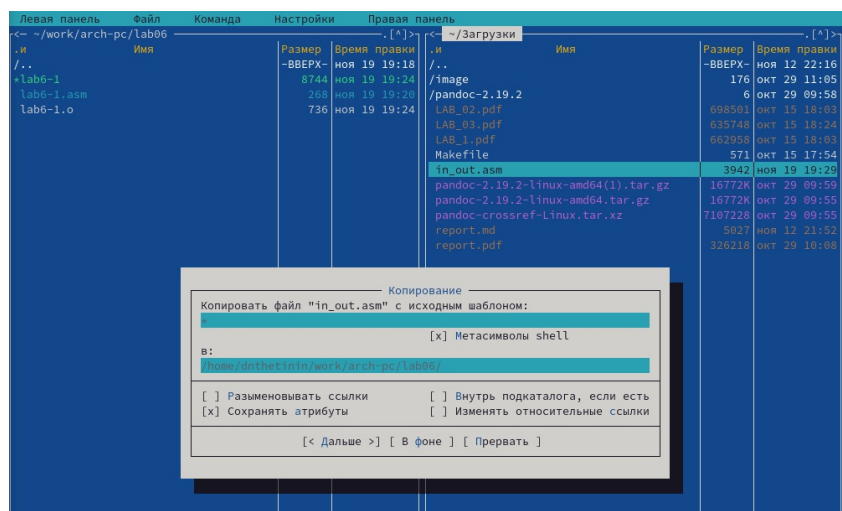 Левая панель Файл Команда Настройки Правая панель
<— ~/work/arch-pc/lab06 .[^]>
.и Имя Размер Время правки
/.. -ВВЕРХ- ноя 19 19:18
*lab6-1 8744 ноя 19 19:24
lab6-1.asm 268 ноя 19 19:20
lab6-1.o 736 ноя 19 19:24
<— ~/Загрузки .[^]>
.и Имя Размер Время правки
/.. -ВВЕРХ- ноя 12 22:16
/image 176 окт 29 11:05
/pandoc-2.19.2 6 окт 29 09:58
LAB_02.pdf 698501 окт 15 18:03
LAB_03.pdf 635748 окт 15 18:24
LAB_1.pdf 662958 окт 15 18:03
Makefile 571 окт 15 17:54
in_out.asm 3942 ноя 19 19:29
pandoc-2.19.2-linux-amd64(1).tar.gz 16772K окт 29 09:59
pandoc-2.19.2-linux-amd64.tar.gz 16772K окт 29 09:55
pandoc-crossref-Linux.tar.xz 7107228 окт 29 09:55
report.md 5027 ноя 12 21:52
report.pdf 326218 окт 29 10:08
Копирование
Копировать файл "in_out.asm" с исходным шаблоном:
*
[x] Метасимволы shell
в:
/home/dnthetinin/work/arch-pc/lab06/
[ ] Разыменовывать ссылки [ ] Внутрь подкаталога, если есть
[x] Сохранять атрибуты [ ] Изменять относительные ссылки
[< Дальше >] [ В фоне ] [ Прервать ]